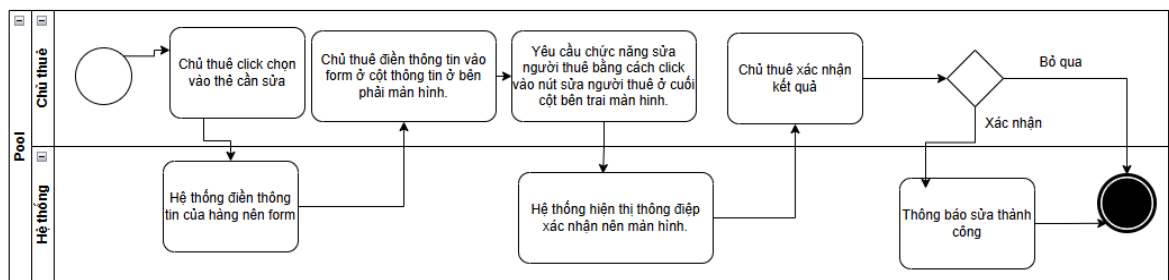 Pool
Chủ thuê
Chủ thuê click chọn
vào thẻ cần sửa
Chủ thuê điền thông tin vào
form ở cột thông tin ở bên
phải màn hình.
Yêu cầu chức năng sửa
người thuê bằng cách click
vào nút sửa người thuê ở cuối
cột bên trai màn hinh.
Chủ thuê xác nhận
kết quả
Bỏ qua
Xác nhận
Hệ thống
Hệ thống điền thông
tin của hàng nên form
Hệ thống hiện thị thông điệp
xác nhận nên màn hình.
Thông báo sửa thành
công